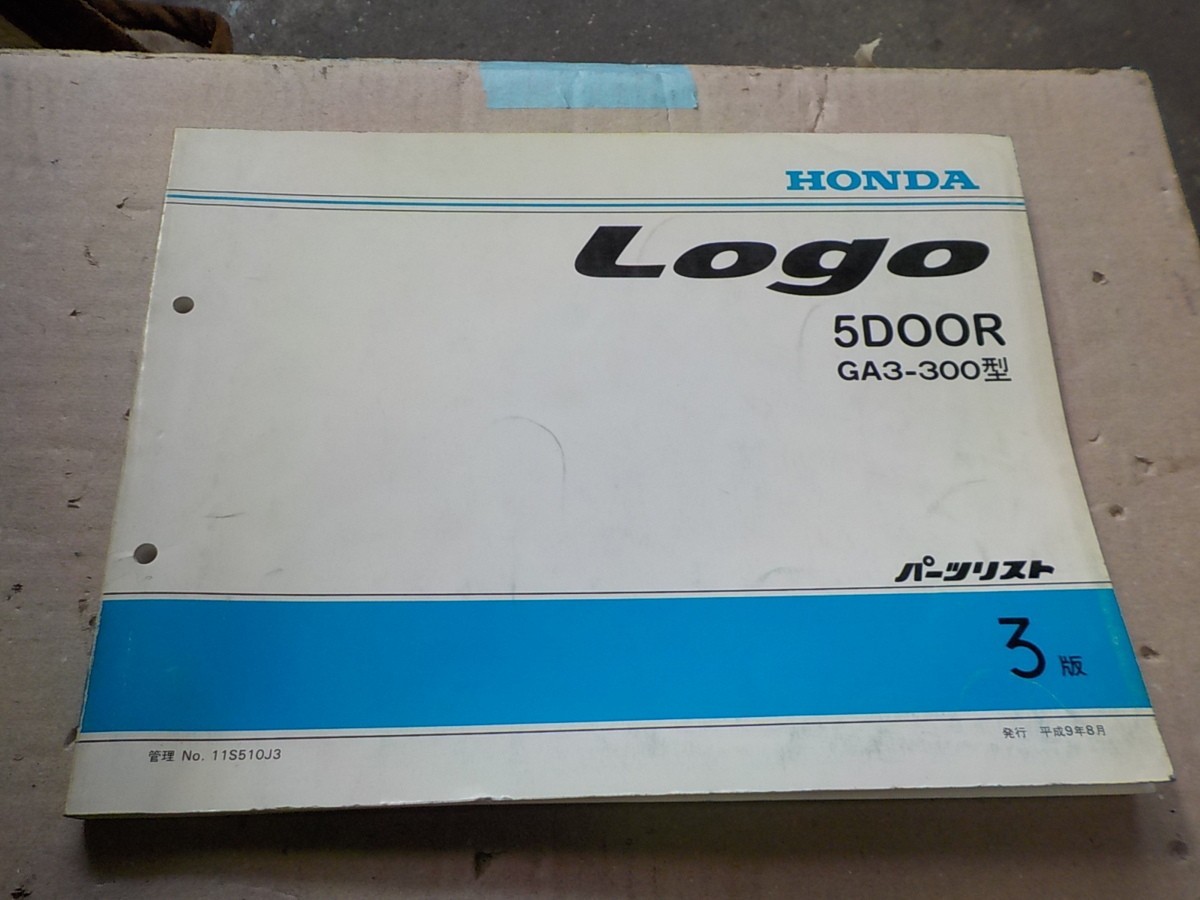 HONDA
Logo
5DOOR
GA3-300型
パーツリスト
3版
発行 平成9年8月
管理 No. 11S510J3